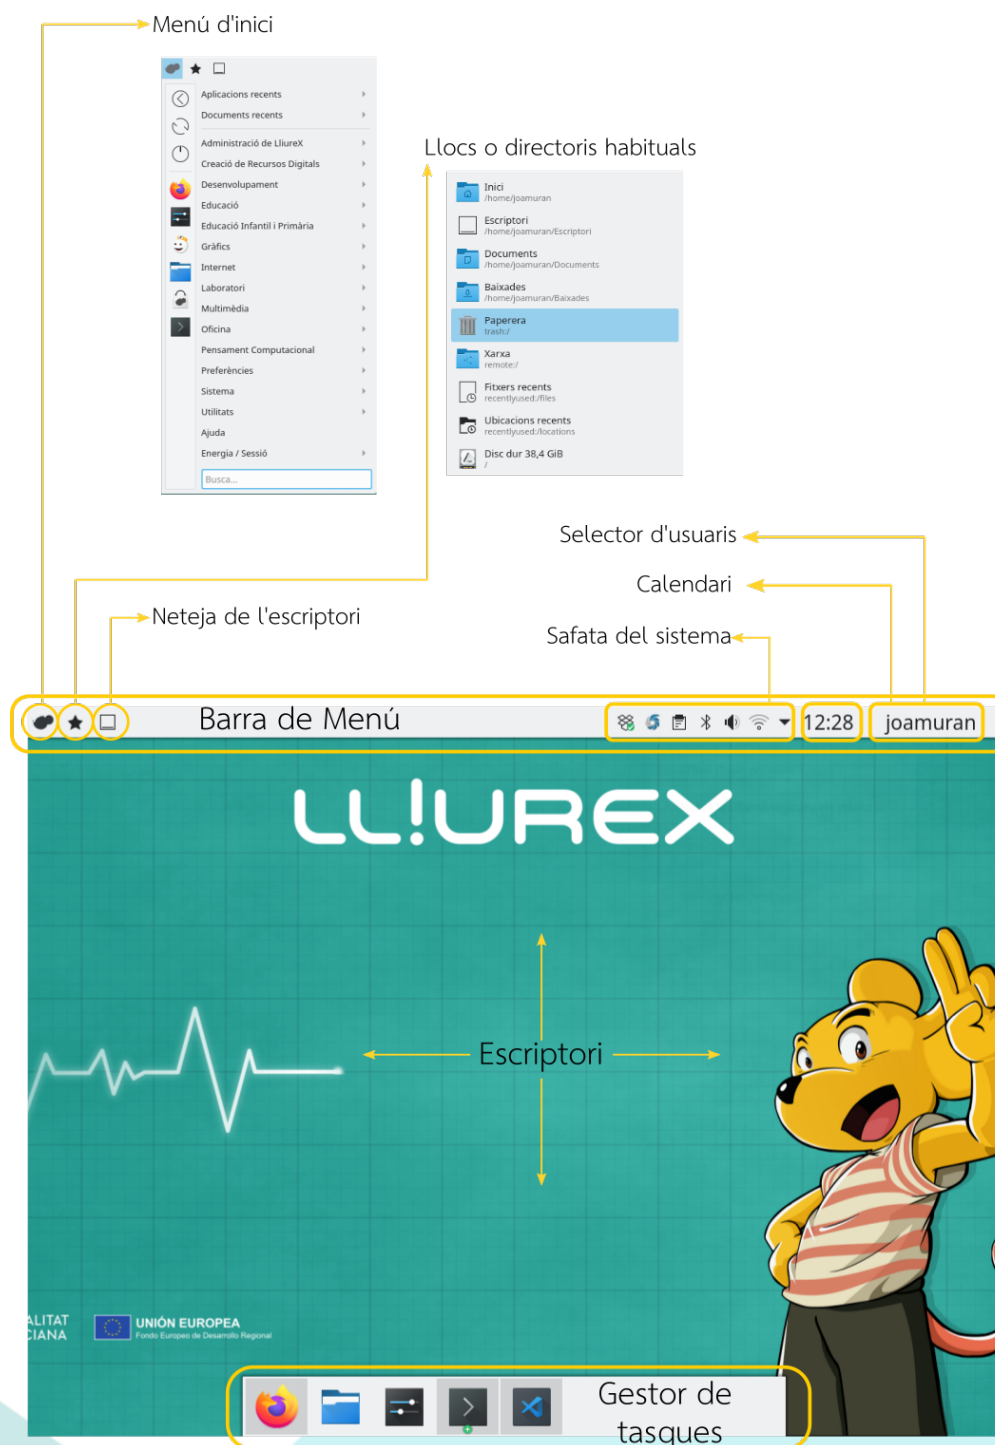 Menú d'inici
Aplicacions recents
Documents recents
Administració de LliureX
Creació de Recursos Digitals
Desenvolupament
Educació
Educació Infantil i Primària
Gràfics
Internet
Laboratori
Multimèdia
Oficina
Pensament Computacional
Preferències
Sistema
Utilitats
Ajuda
Energia / Sessió
Busca...
Llocs o directoris habituals
Inici
/home/joamuran
Escriptori
/home/joamuran/Escriptori
Documents
/home/joamuran/Documents
Baixades
/home/joamuran/Baixades
Paperera
trash:/
Xarxa
remote:/
Fitxers recents
recentlyused:/files
Ubicacions recents
recentlyused:/locations
Disc dur 38,4 GiB
/
Selector d'usuaris
Calendari
Neteja de l'escriptori
Safata del sistema
Barra de Menú
12:28
joamuran
LL!UREX
Escriptori
ALITAT
CIANA
UNIÓN EUROPEA
Fondo Europeo de Desarrollo Regional
Gestor de
tasques